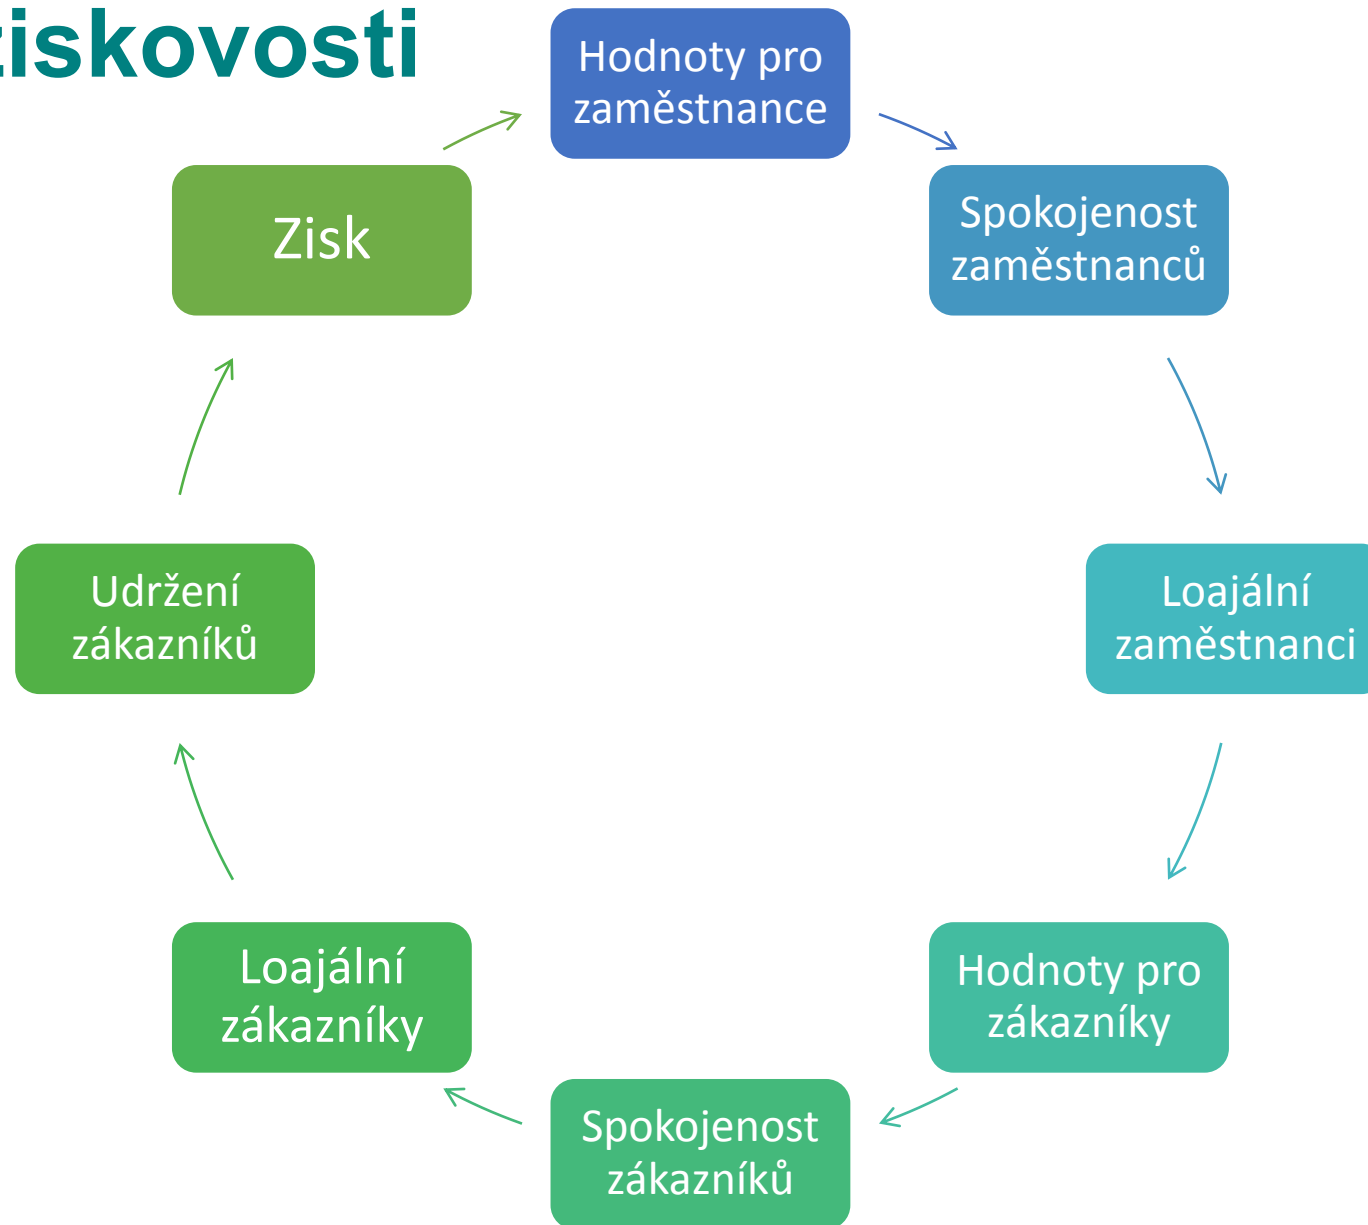 ziskovosti
Hodnoty pro
zaměstnance
Spokojenost
zaměstnanců
Loajální
zaměstnanci
Hodnoty pro
zákazníky
Spokojenost
zákazníků
Loajální
zákazníky
Udržení
zákazníků
Zisk